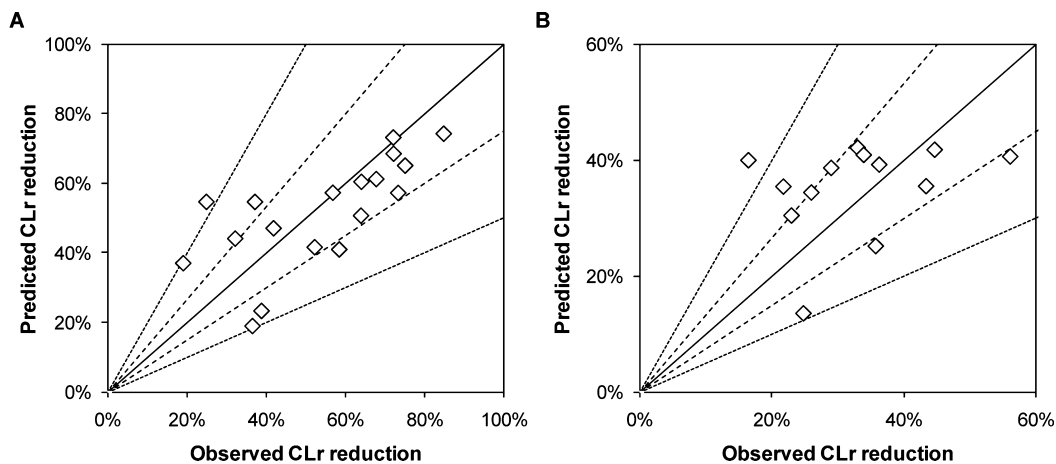 A
B
Predicted CLr reduction
100%
80%
60%
40%
20%
0%
0% 20% 40% 60% 80% 100%
Observed CLr reduction
Predicted CLr reduction
60%
40%
20%
0%
0% 20% 40% 60%
Observed CLr reduction